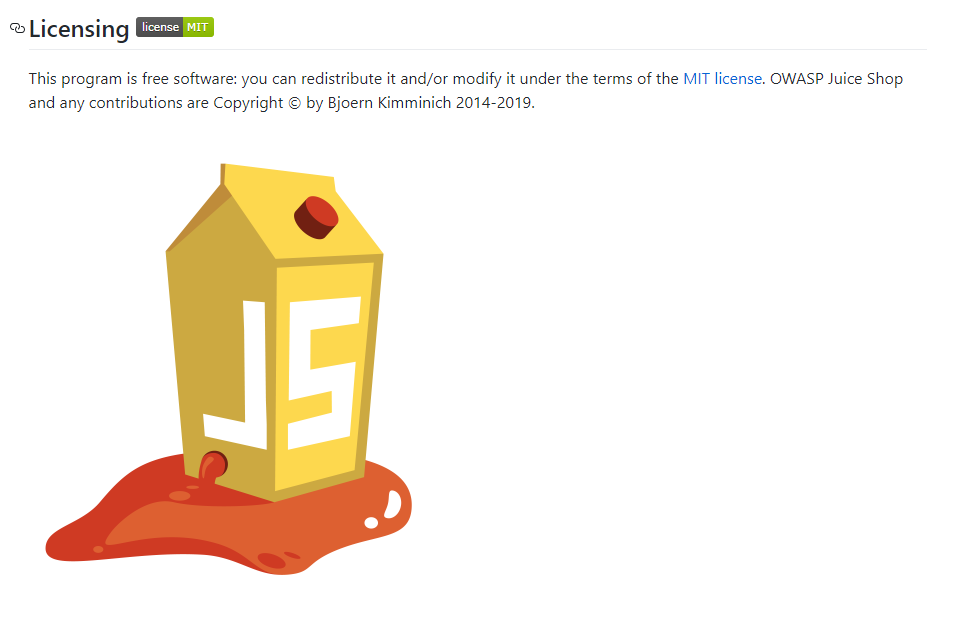 Licensing license MIT
This program is free software: you can redistribute it and/or modify it under the terms of the MIT license. OWASP Juice Shop
and any contributions are Copyright © by Bjoern Kimminich 2014-2019.
JS